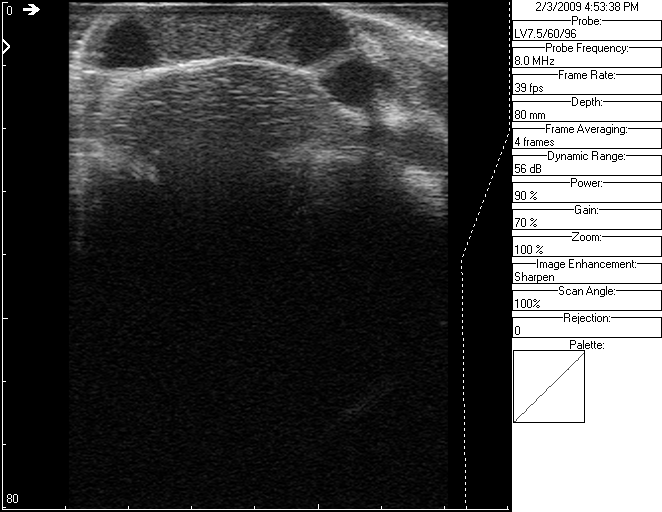 0
80
2/3/2009 4:53:38 PM
Probe:
LV7.5/60/96
Probe Frequency:
8.0 MHz
Frame Rate:
39 fps
Depth:
80 mm
Frame Averaging:
4 frames
Dynamic Range:
56 dB
Power:
90 %
Gain:
70 %
Zoom:
100 %
Image Enhancement:
Sharpen
Scan Angle:
100%
Rejection:
0
Palette: